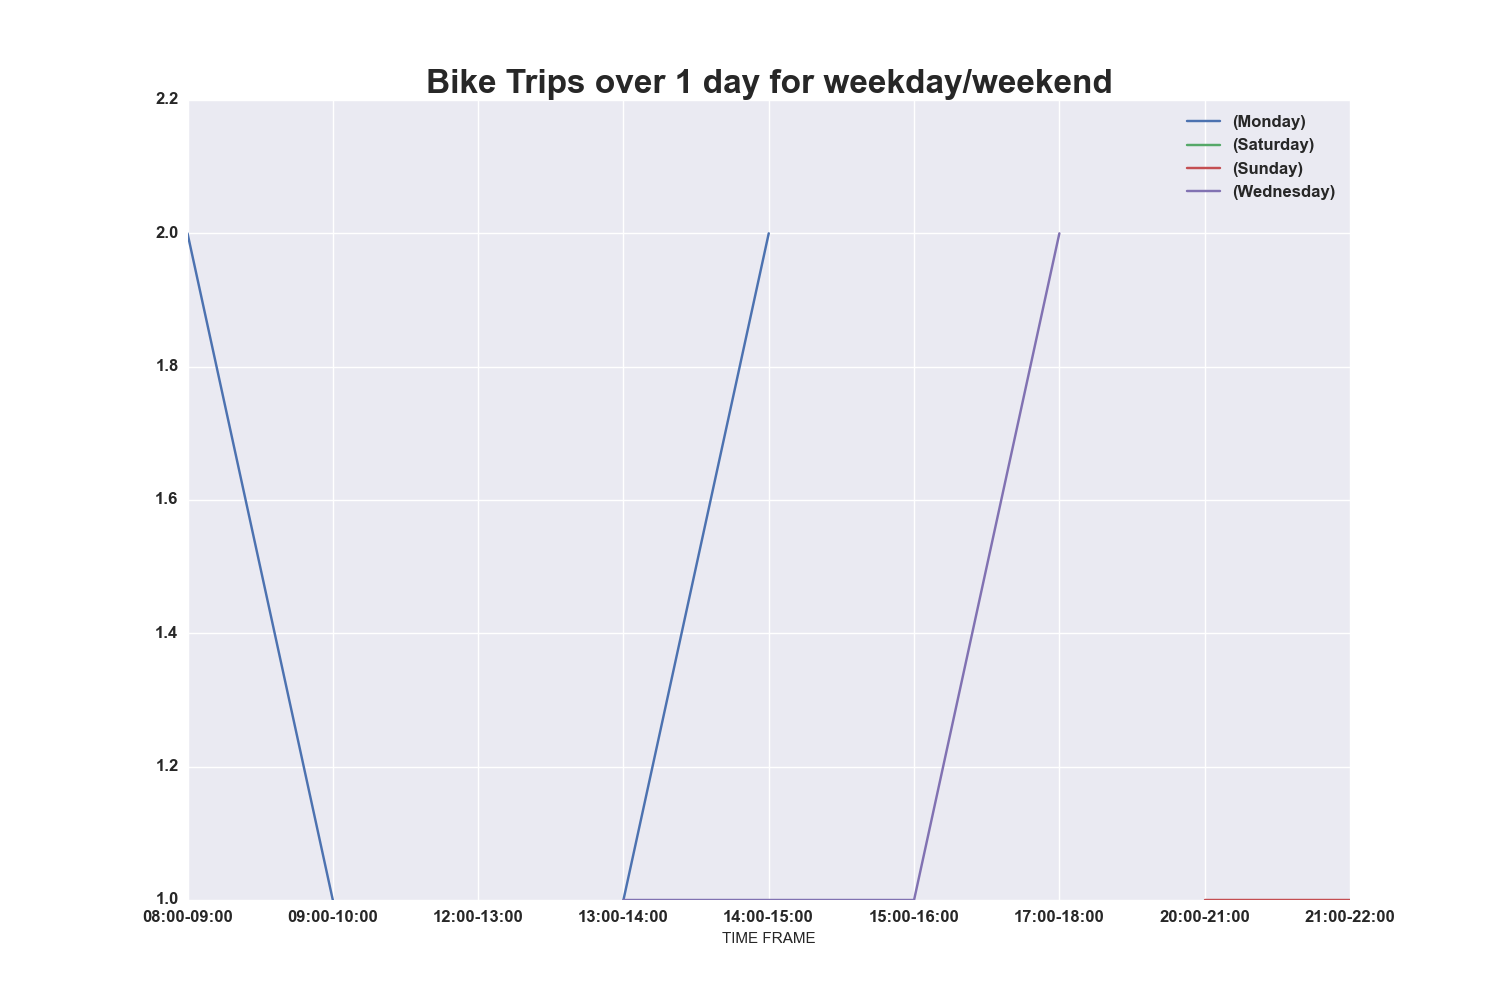 Bike Trips over 1 day for weekday/weekend
2.2
2.0
1.8
1.6
1.4
1.2
1.0
(Monday)
(Saturday)
(Sunday)
(Wednesday)
08:00-09:00 09:00-10:00 12:00-13:00 13:00-14:00 14:00-15:00 15:00-16:00 17:00-18:00 20:00-21:00 21:00-22:00
TIME FRAME